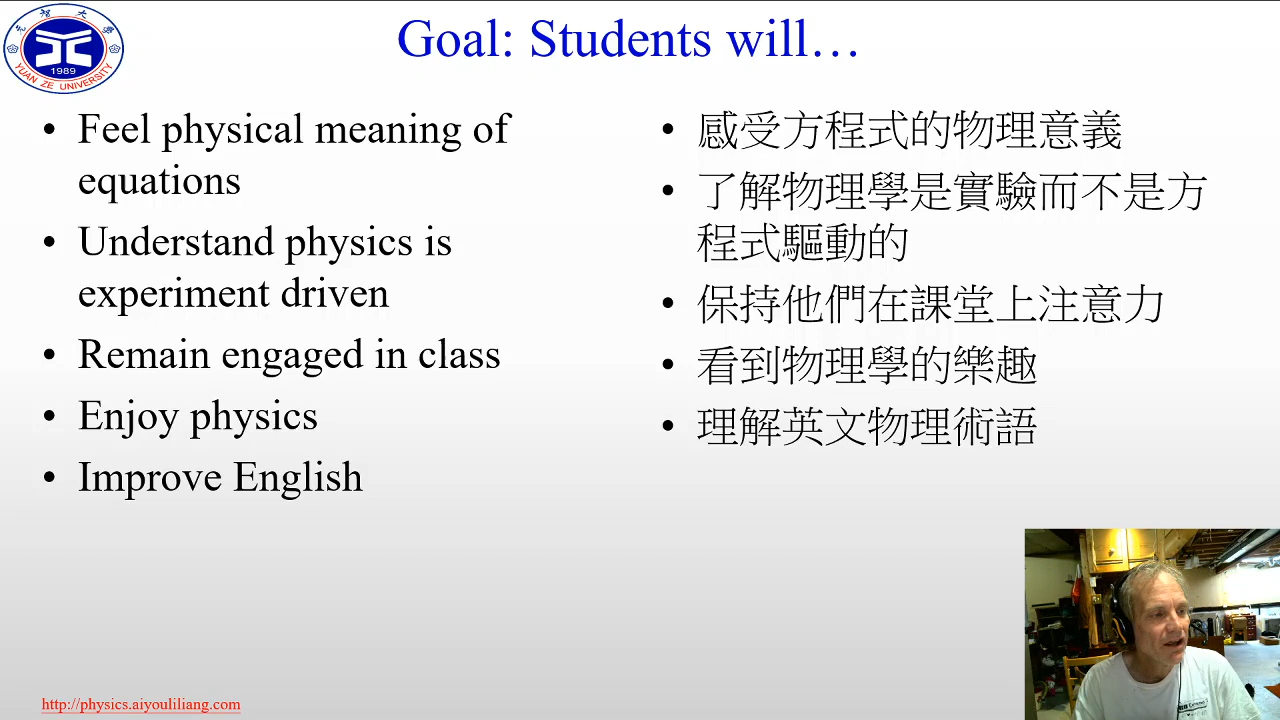 Goal: Students will…
元智大學
1989
YUAN ZE UNIVERSITY
• Feel physical meaning of
equations
• Understand physics is
experiment driven
• Remain engaged in class
• Enjoy physics
• Improve English
• 感受方程式的物理意義
• 了解物理學是實驗而不是方
程式驅動的
• 保持他們在課堂上注意力
• 看到物理學的樂趣
• 理解英文物理術語
http://physics.aiyouliliang.com